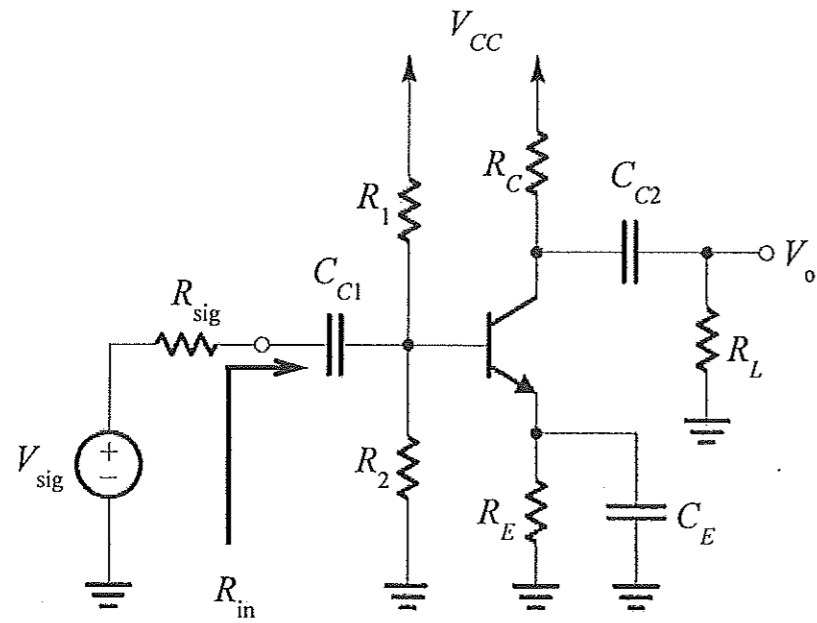 V_CC
R_C
C_C2
R_1
V_o
C_C1
R_sig
R_L
V_sig
+
−
R_2
R_E
C_E
R_in